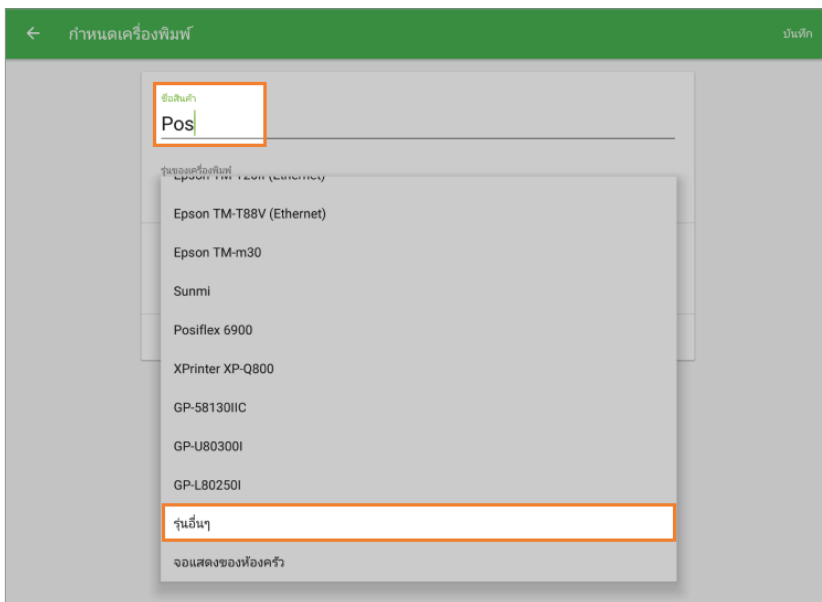 กำหนดเครื่องพิมพ์
บันทึก
ชื่อสินค้า
Pos
รุ่นของเครื่องพิมพ์
Epson TM-T20II (Ethernet)
Epson TM-T88V (Ethernet)
Epson TM-m30
Sunmi
Posiflex 6900
XPrinter XP-Q800
GP-58130IIC
GP-U80300I
GP-L80250I
รุ่นอื่นๆ
จอแสดงของห้องครัว